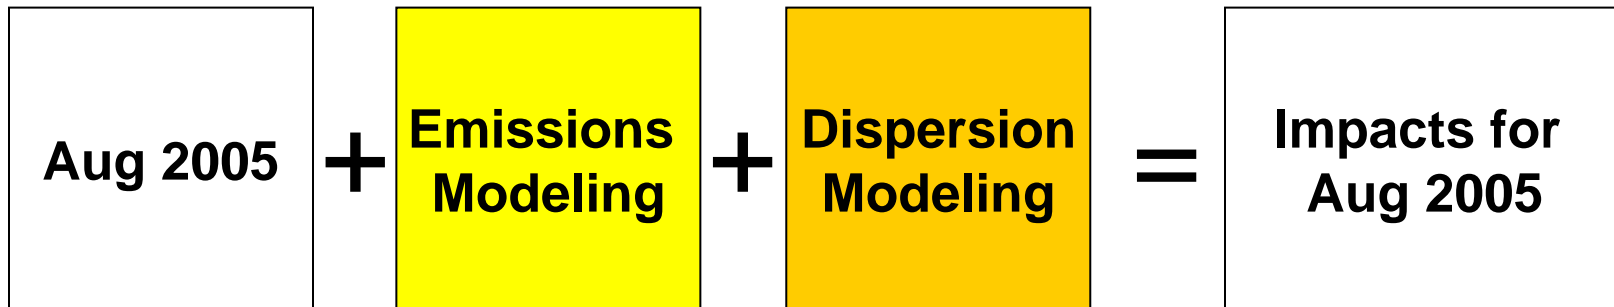 Aug 2005
+
Emissions
Modeling
+
Dispersion
Modeling
=
Impacts for
Aug 2005